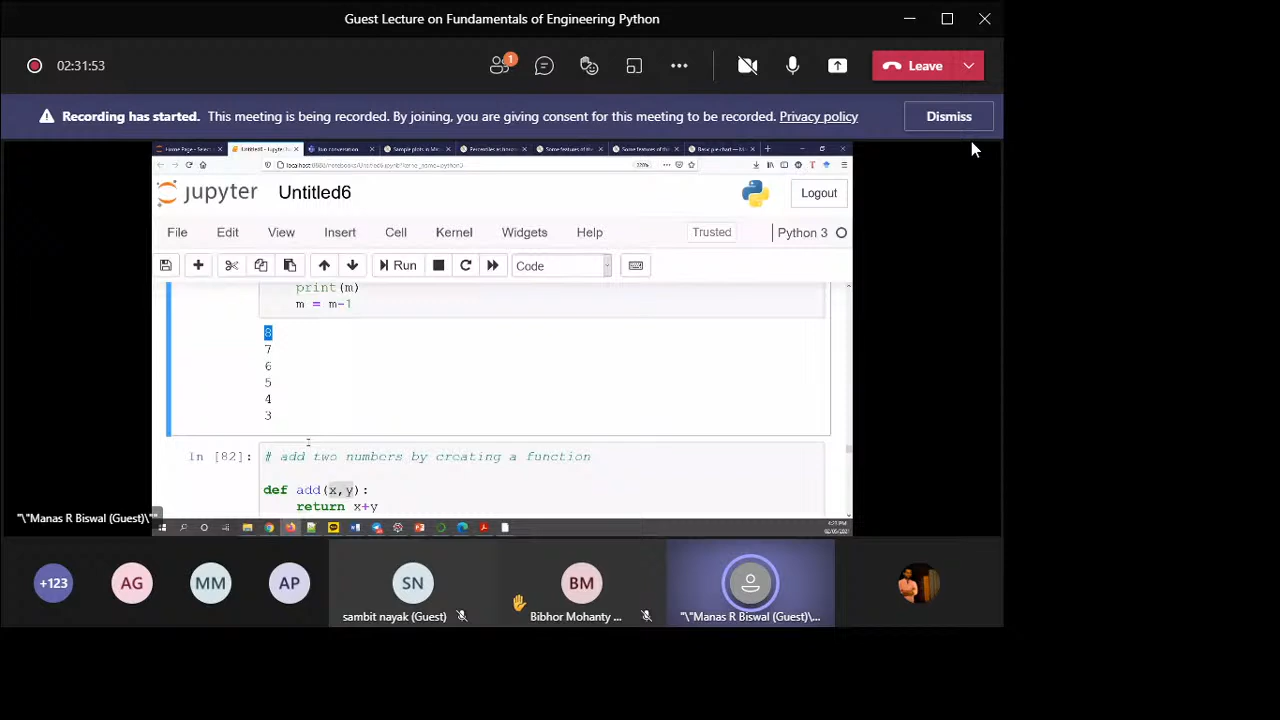 Guest Lecture on Fundamentals of Engineering Python
02:31:53
1
Leave
Recording has started. This meeting is being recorded. By joining, you are giving consent for this meeting to be recorded. Privacy policy
Dismiss
jupyter Untitled6
Logout
File Edit View Insert Cell Kernel Widgets Help
Trusted
Python 3
Run
Code
print(m)
m = m-1
8
7
6
5
4
3
In [82]:
# add two numbers by creating a function
def add(x,y):
return x+y
"\"Manas R Biswal (Guest)\""
+123
AG
MM
AP
SN
sambit nayak (Guest)
BM
Bibhor Mohanty ...
"\"Manas R Biswal (Guest)\...